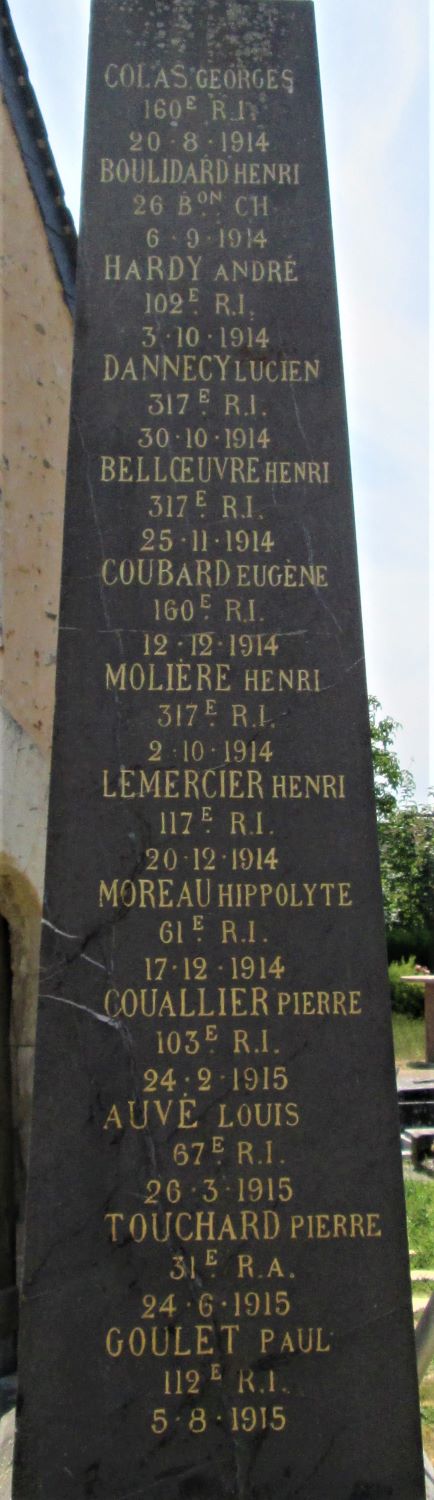 COLAS GEORGES
160E R.I.
20·8·1914
BOULIDARD HENRI
26 BON CH
6·9·1914
HARDY ANDRÉ
102E R.I.
3·10·1914
DANNECY LUCIEN
317E R.I.
30·10·1914
BELLŒUVRE HENRI
317E R.I.
25·11·1914
COUBARD EUGÈNE
160E R.I.
12·12·1914
MOLIÈRE HENRI
317E R.I.
2·10·1914
LEMERCIER HENRI
117E R.I.
20·12·1914
MOREAU HIPPOLYTE
61E R.I.
17·12·1914
COUALLIER PIERRE
103E R.I.
24·2·1915
AUVÉ LOUIS
67E R.I.
26·3·1915
TOUCHARD PIERRE
31E R.A.
24·6·1915
GOULET PAUL
112E R.I.
5·8·1915